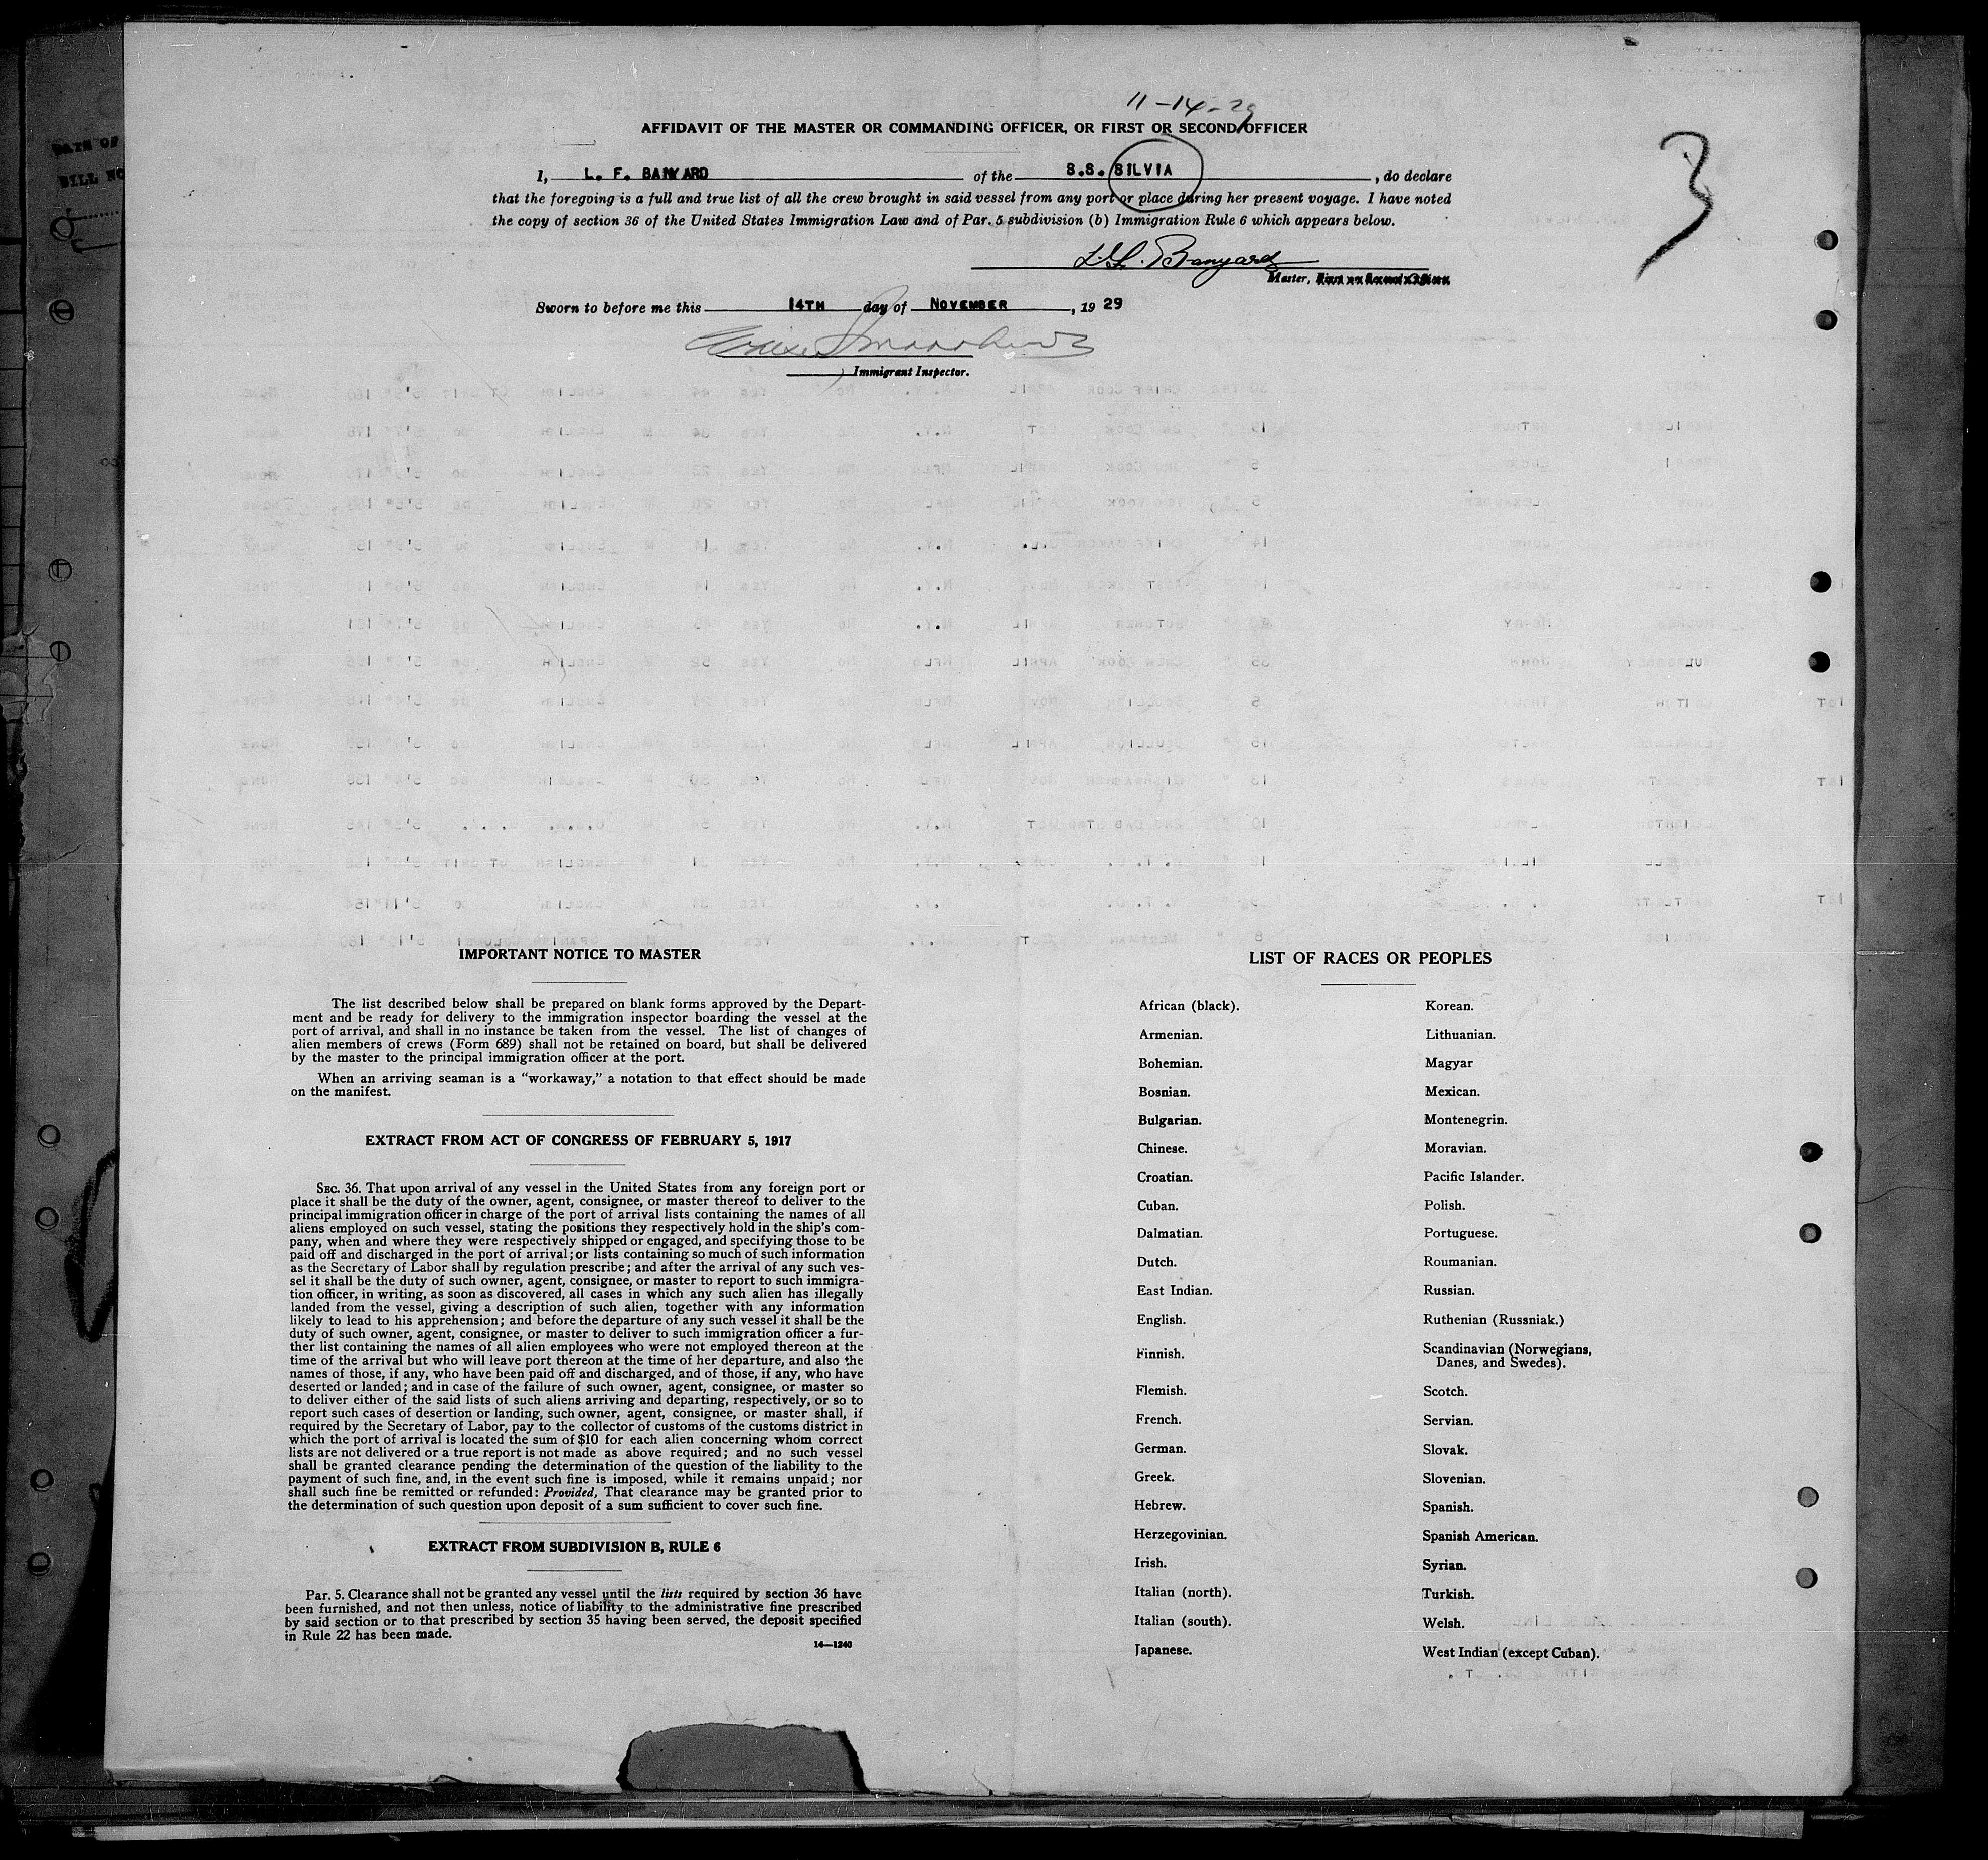 11-14-29
AFFIDAVIT OF THE MASTER OR COMMANDING OFFICER, OR FIRST OR SECOND OFFICER
3
I, L. F. BANYARD of the S.S. SILVIA, do declare
that the foregoing is a full and true list of all the crew brought in said vessel from any port or place during her present voyage. I have noted
the copy of section 36 of the United States Immigration Law and of Par. 5 subdivision (b) Immigration Rule 6 which appears below.
L.F. Banyard
Master, First or Second Officer.
Sworn to before me this 14TH day of NOVEMBER, 1929
Immigrant Inspector.
IMPORTANT NOTICE TO MASTER
The list described below shall be prepared on blank forms approved by the Depart-
ment and be ready for delivery to the immigration inspector boarding the vessel at the
port of arrival, and shall in no instance be taken from the vessel. The list of changes of
alien members of crews (Form 689) shall not be retained on board, but shall be delivered
by the master to the principal immigration officer at the port.
When an arriving seaman is a "workaway," a notation to that effect should be made
on the manifest.
EXTRACT FROM ACT OF CONGRESS OF FEBRUARY 5, 1917
SEC. 36. That upon arrival of any vessel in the United States from any foreign port or
place it shall be the duty of the owner, agent, consignee, or master thereof to deliver to the
principal immigration officer in charge of the port of arrival lists containing the names of all
aliens employed on such vessel, stating the positions they respectively hold in the ship's com-
pany, when and where they were respectively shipped or engaged, and specifying those to be
paid off and discharged in the port of arrival; or lists containing so much of such information
as the Secretary of Labor shall by regulation prescribe; and after the arrival of any such ves-
sel it shall be the duty of such owner, agent, consignee, or master to report to such immigra-
tion officer, in writing, as soon as discovered, all cases in which any such alien has illegally
landed from the vessel, giving a description of such alien, together with any information
likely to lead to his apprehension; and before the departure of any such vessel it shall be the
duty of such owner, agent, consignee, or master to deliver to such immigration officer a fur-
ther list containing the names of all alien employees who were not employed thereon at the
time of the arrival but who will leave port thereon at the time of her departure, and also the
names of those, if any, who have been paid off and discharged, and of those, if any, who have
deserted or landed; and in case of the failure of such owner, agent, consignee, or master so
to deliver either of the said lists of such aliens arriving and departing, respectively, or so to
report such cases of desertion or landing, such owner, agent, consignee, or master shall, if
required by the Secretary of Labor, pay to the collector of customs of the customs district in
which the port of arrival is located the sum of $10 for each alien concerning whom correct
lists are not delivered or a true report is not made as above required; and no such vessel
shall be granted clearance pending the determination of the question of the liability to the
payment of such fine, and, in the event such fine is imposed, while it remains unpaid; nor
shall such fine be remitted or refunded: Provided, That clearance may be granted prior to
the determination of such question upon deposit of a sum sufficient to cover such fine.
EXTRACT FROM SUBDIVISION B, RULE 6
Par. 5. Clearance shall not be granted any vessel until the lists required by section 36 have
been furnished, and not then unless, notice of liability to the administrative fine prescribed
by said section or to that prescribed by section 35 having been served, the deposit specified
in Rule 22 has been made.
14—1240
LIST OF RACES OR PEOPLES
African (black).
Armenian.
Bohemian.
Bosnian.
Bulgarian.
Chinese.
Croatian.
Cuban.
Dalmatian.
Dutch.
East Indian.
English.
Finnish.
Flemish.
French.
German.
Greek.
Hebrew.
Herzegovinian.
Irish.
Italian (north).
Italian (south).
Japanese.
Korean.
Lithuanian.
Magyar
Mexican.
Montenegrin.
Moravian.
Pacific Islander.
Polish.
Portuguese.
Roumanian.
Russian.
Ruthenian (Russniak.)
Scandinavian (Norwegians,
Danes, and Swedes).
Scotch.
Servian.
Slovak.
Slovenian.
Spanish.
Spanish American.
Syrian.
Turkish.
Welsh.
West Indian (except Cuban).